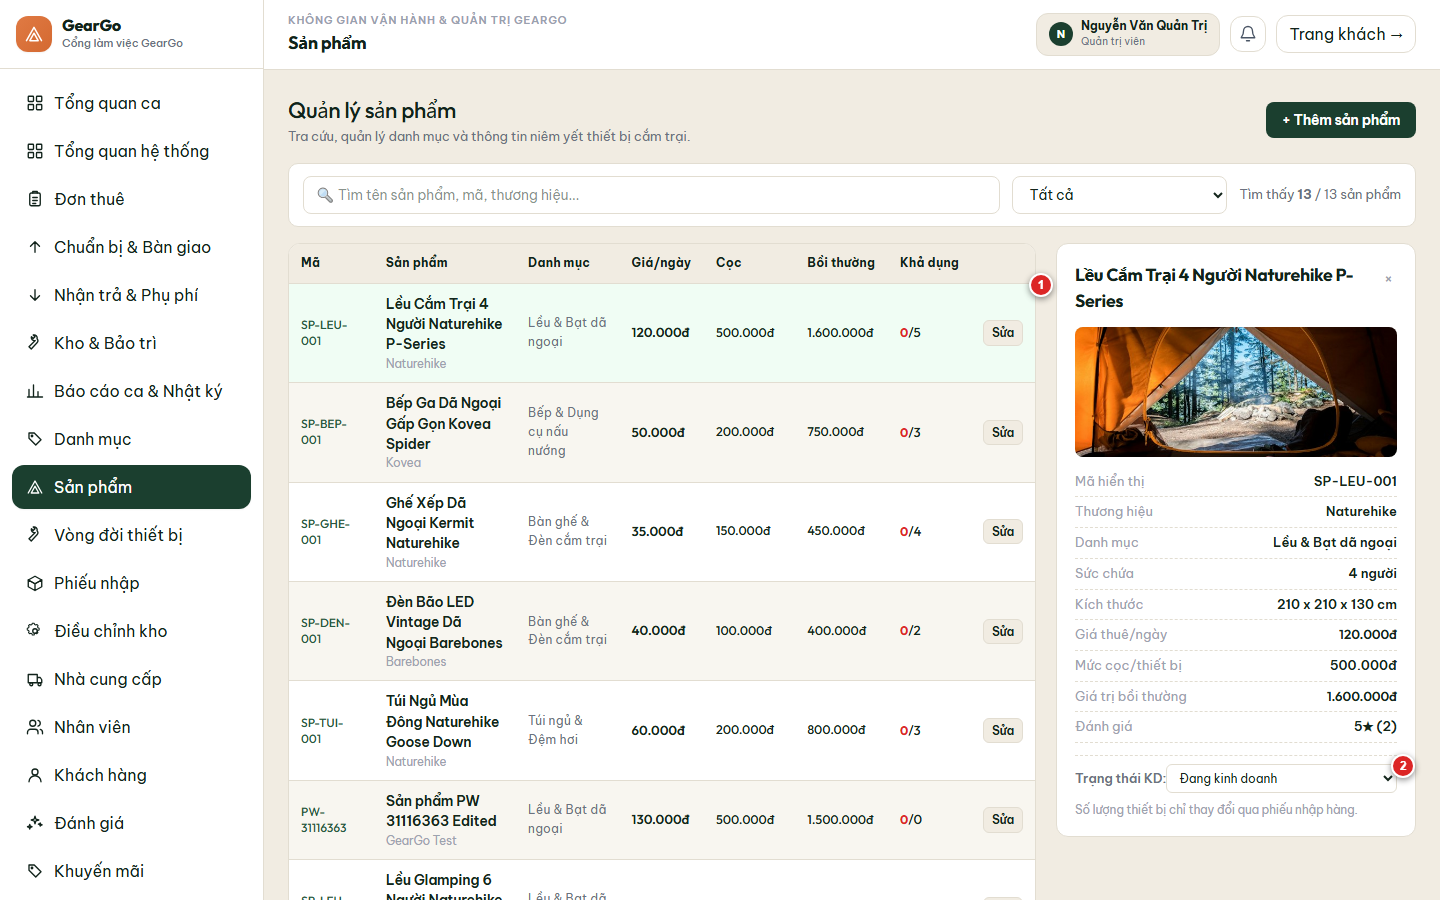 GearGo
Cổng làm việc GearGo
Tổng quan ca
Tổng quan hệ thống
Đơn thuê
Chuẩn bị & Bàn giao
Nhận trả & Phụ phí
Kho & Bảo trì
Báo cáo ca & Nhật ký
Danh mục
Sản phẩm
Vòng đời thiết bị
Phiếu nhập
Điều chỉnh kho
Nhà cung cấp
Nhân viên
Khách hàng
Đánh giá
Khuyến mãi
KHÔNG GIAN VẬN HÀNH & QUẢN TRỊ GEARGO
Sản phẩm
N
Nguyễn Văn Quản Trị
Quản trị viên
Trang khách →
Quản lý sản phẩm
Tra cứu, quản lý danh mục và thông tin niêm yết thiết bị cắm trại.
+ Thêm sản phẩm
🔍 Tìm tên sản phẩm, mã, thương hiệu...
Tất cả
Tìm thấy 13 / 13 sản phẩm
Mã Sản phẩm Danh mục Giá/ngày Cọc Bồi thường Khả dụng
SP-LEU-
001
Lều Cắm Trại 4
Người Naturehike
P-Series
Naturehike
Lều & Bạt dã
ngoại
120.000đ 500.000đ 1.600.000đ 0/5 Sửa
SP-BEP-
001
Bếp Ga Dã Ngoại
Gấp Gọn Kovea
Spider
Kovea
Bếp & Dụng
cụ nấu
nướng
50.000đ 200.000đ 750.000đ 0/3 Sửa
SP-GHE-
001
Ghế Xếp Dã
Ngoại Kermit
Naturehike
Naturehike
Bàn ghế &
Đèn cắm trại
35.000đ 150.000đ 450.000đ 0/4 Sửa
SP-DEN-
001
Đèn Bão LED
Vintage Dã
Ngoại Barebones
Barebones
Bàn ghế &
Đèn cắm trại
40.000đ 100.000đ 400.000đ 0/2 Sửa
SP-TUI-
001
Túi Ngủ Mùa
Đông Naturehike
Goose Down
Naturehike
Túi ngủ &
Đệm hơi
60.000đ 200.000đ 800.000đ 0/3 Sửa
PW-
31116363
Sản phẩm PW
31116363 Edited
GearGo Test
Lều & Bạt dã
ngoại
130.000đ 500.000đ 1.500.000đ 0/0 Sửa
SP-LEU-
Lều Glamping 6
Người Naturehike
Lều & Bạt dã
1
Lều Cắm Trại 4 Người Naturehike P-
Series
×
Mã hiển thị SP-LEU-001
Thương hiệu Naturehike
Danh mục Lều & Bạt dã ngoại
Sức chứa 4 người
Kích thước 210 x 210 x 130 cm
Giá thuê/ngày 120.000đ
Mức cọc/thiết bị 500.000đ
Giá trị bồi thường 1.600.000đ
Đánh giá 5★ (2)
Trạng thái KD: Đang kinh doanh
2
Số lượng thiết bị chỉ thay đổi qua phiếu nhập hàng.